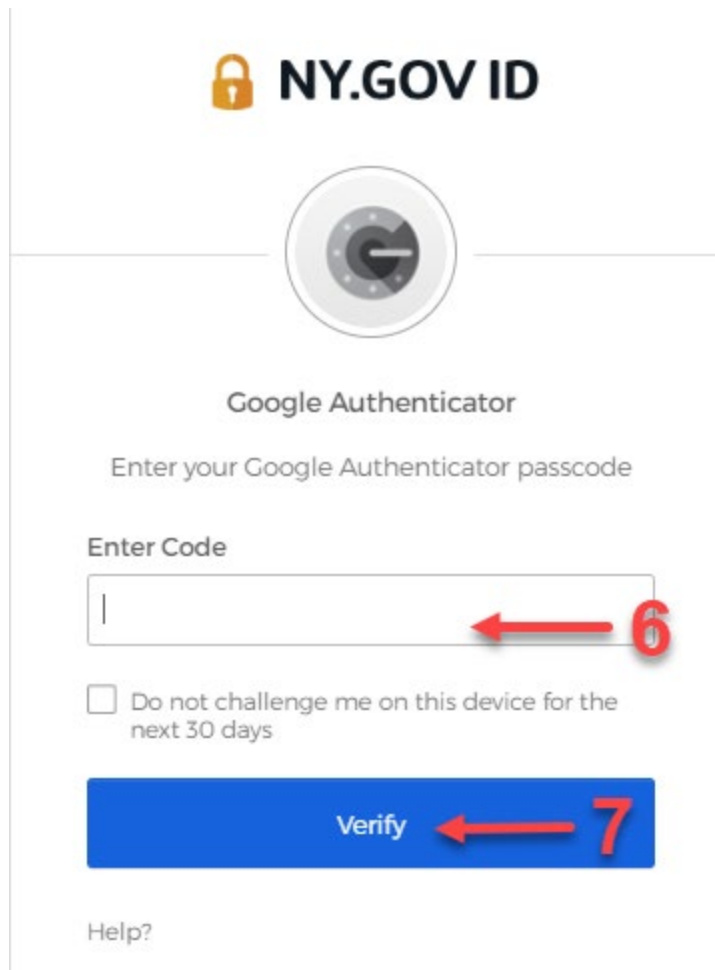 NY.GOV ID
Google Authenticator
Enter your Google Authenticator passcode
Enter Code
6
Do not challenge me on this device for the
next 30 days
Verify
7
Help?